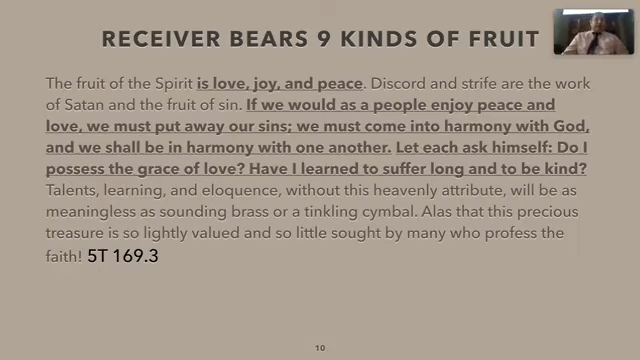 RECEIVER BEARS 9 KINDS OF FRUIT
The fruit of the Spirit is love, joy, and peace. Discord and strife are the work
of Satan and the fruit of sin. If we would as a people enjoy peace and
love, we must put away our sins; we must come into harmony with God,
and we shall be in harmony with one another. Let each ask himself: Do I
possess the grace of love? Have I learned to suffer long and to be kind?
Talents, learning, and eloquence, without this heavenly attribute, will be as
meaningless as sounding brass or a tinkling cymbal. Alas that this precious
treasure is so lightly valued and so little sought by many who profess the
faith! 5T 169.3
10